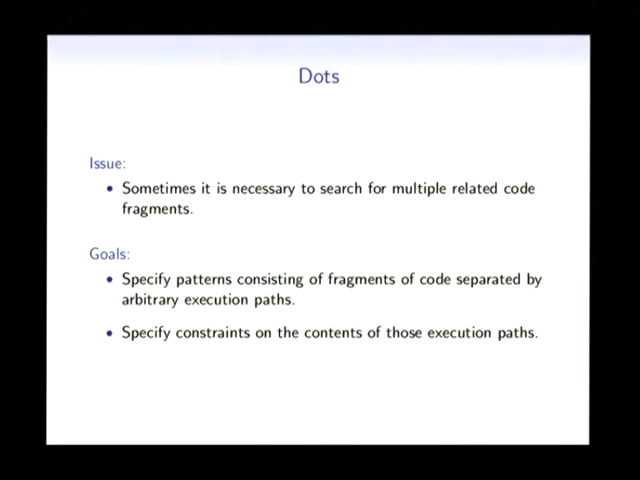 Dots
Issue:
• Sometimes it is necessary to search for multiple related code
fragments.
Goals:
• Specify patterns consisting of fragments of code separated by
arbitrary execution paths.
• Specify constraints on the contents of those execution paths.